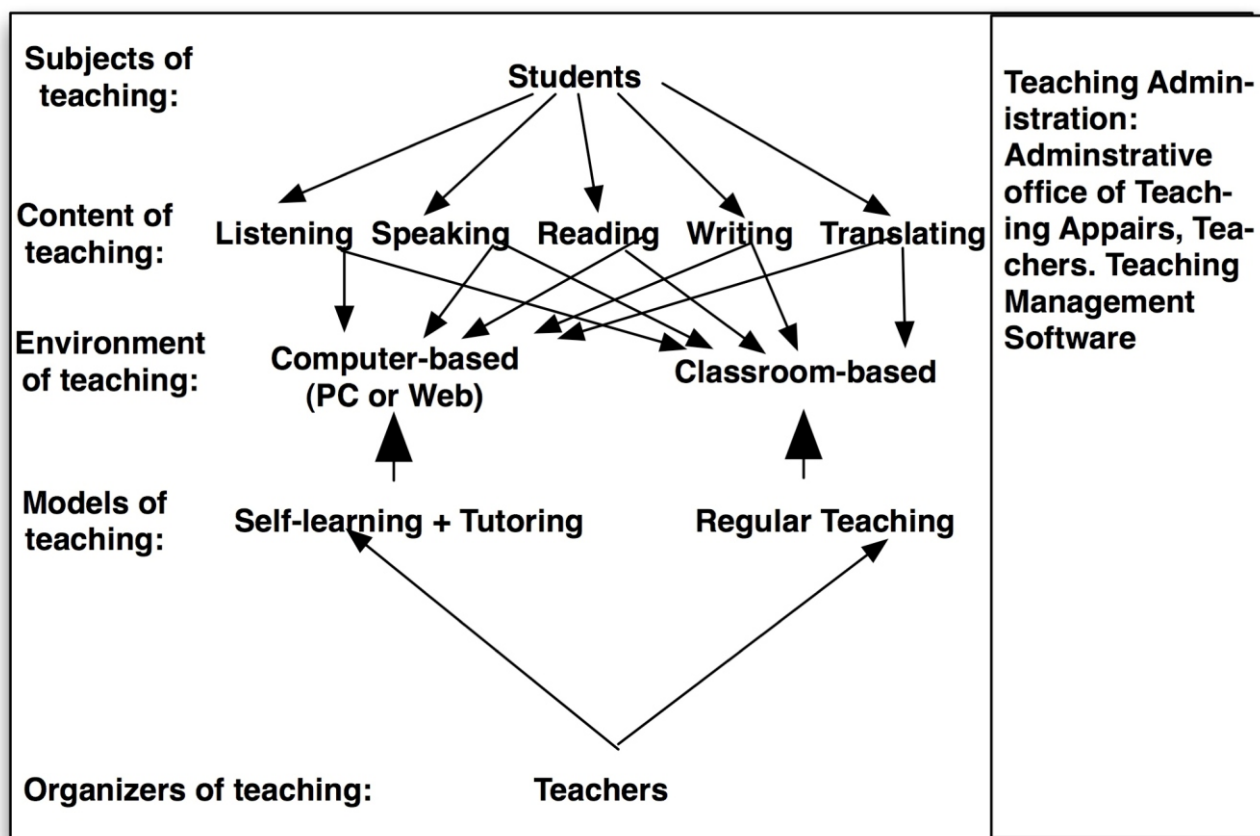 Subjects of
teaching:
Students
Content of
teaching:
Listening Speaking Reading Writing Translating
Environment
of teaching:
Computer-based
(PC or Web)
Classroom-based
Models of
teaching:
Self-learning + Tutoring
Regular Teaching
Organizers of teaching:
Teachers
Teaching Admin-
istration:
Adminstrative
office of Teach-
ing Appairs, Tea-
chers. Teaching
Management
Software